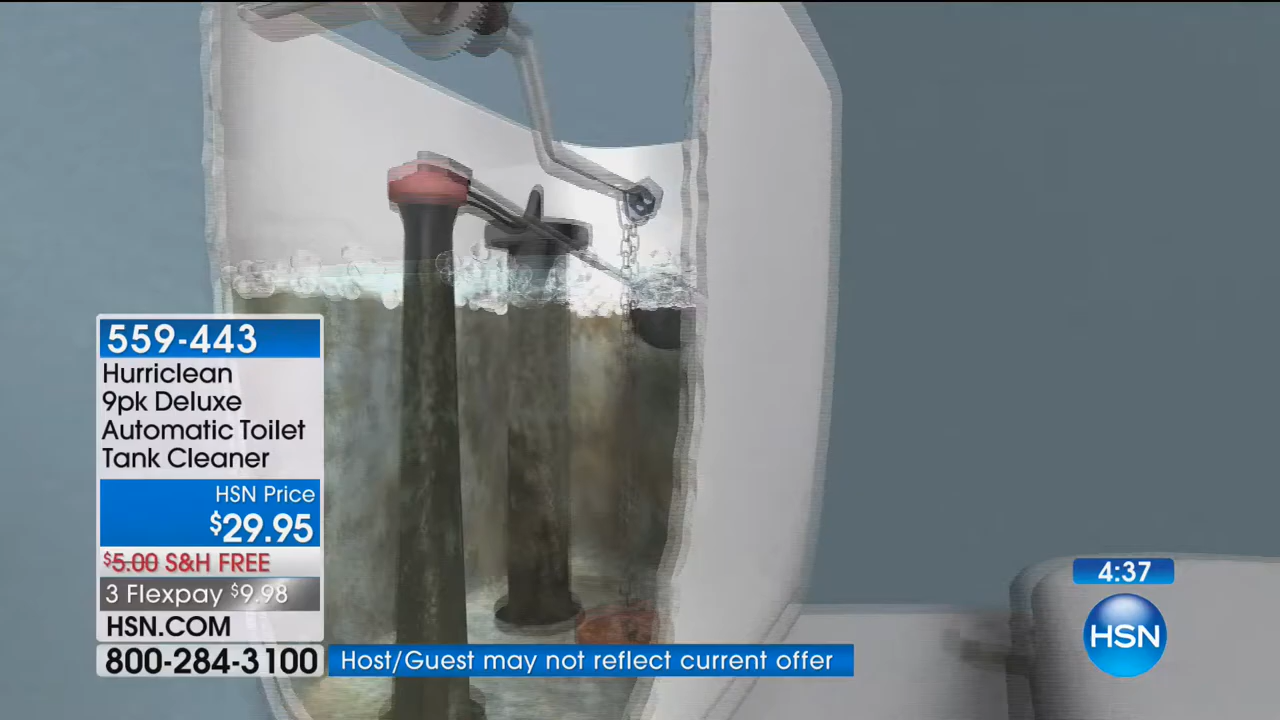 559-443
Hurriclean
9pk Deluxe
Automatic Toilet
Tank Cleaner
HSN Price
$29.95
$5.00 S&H FREE
3 Flexpay $9.98
HSN.COM
800-284-3100
Host/Guest may not reflect current offer
4:37
HSN